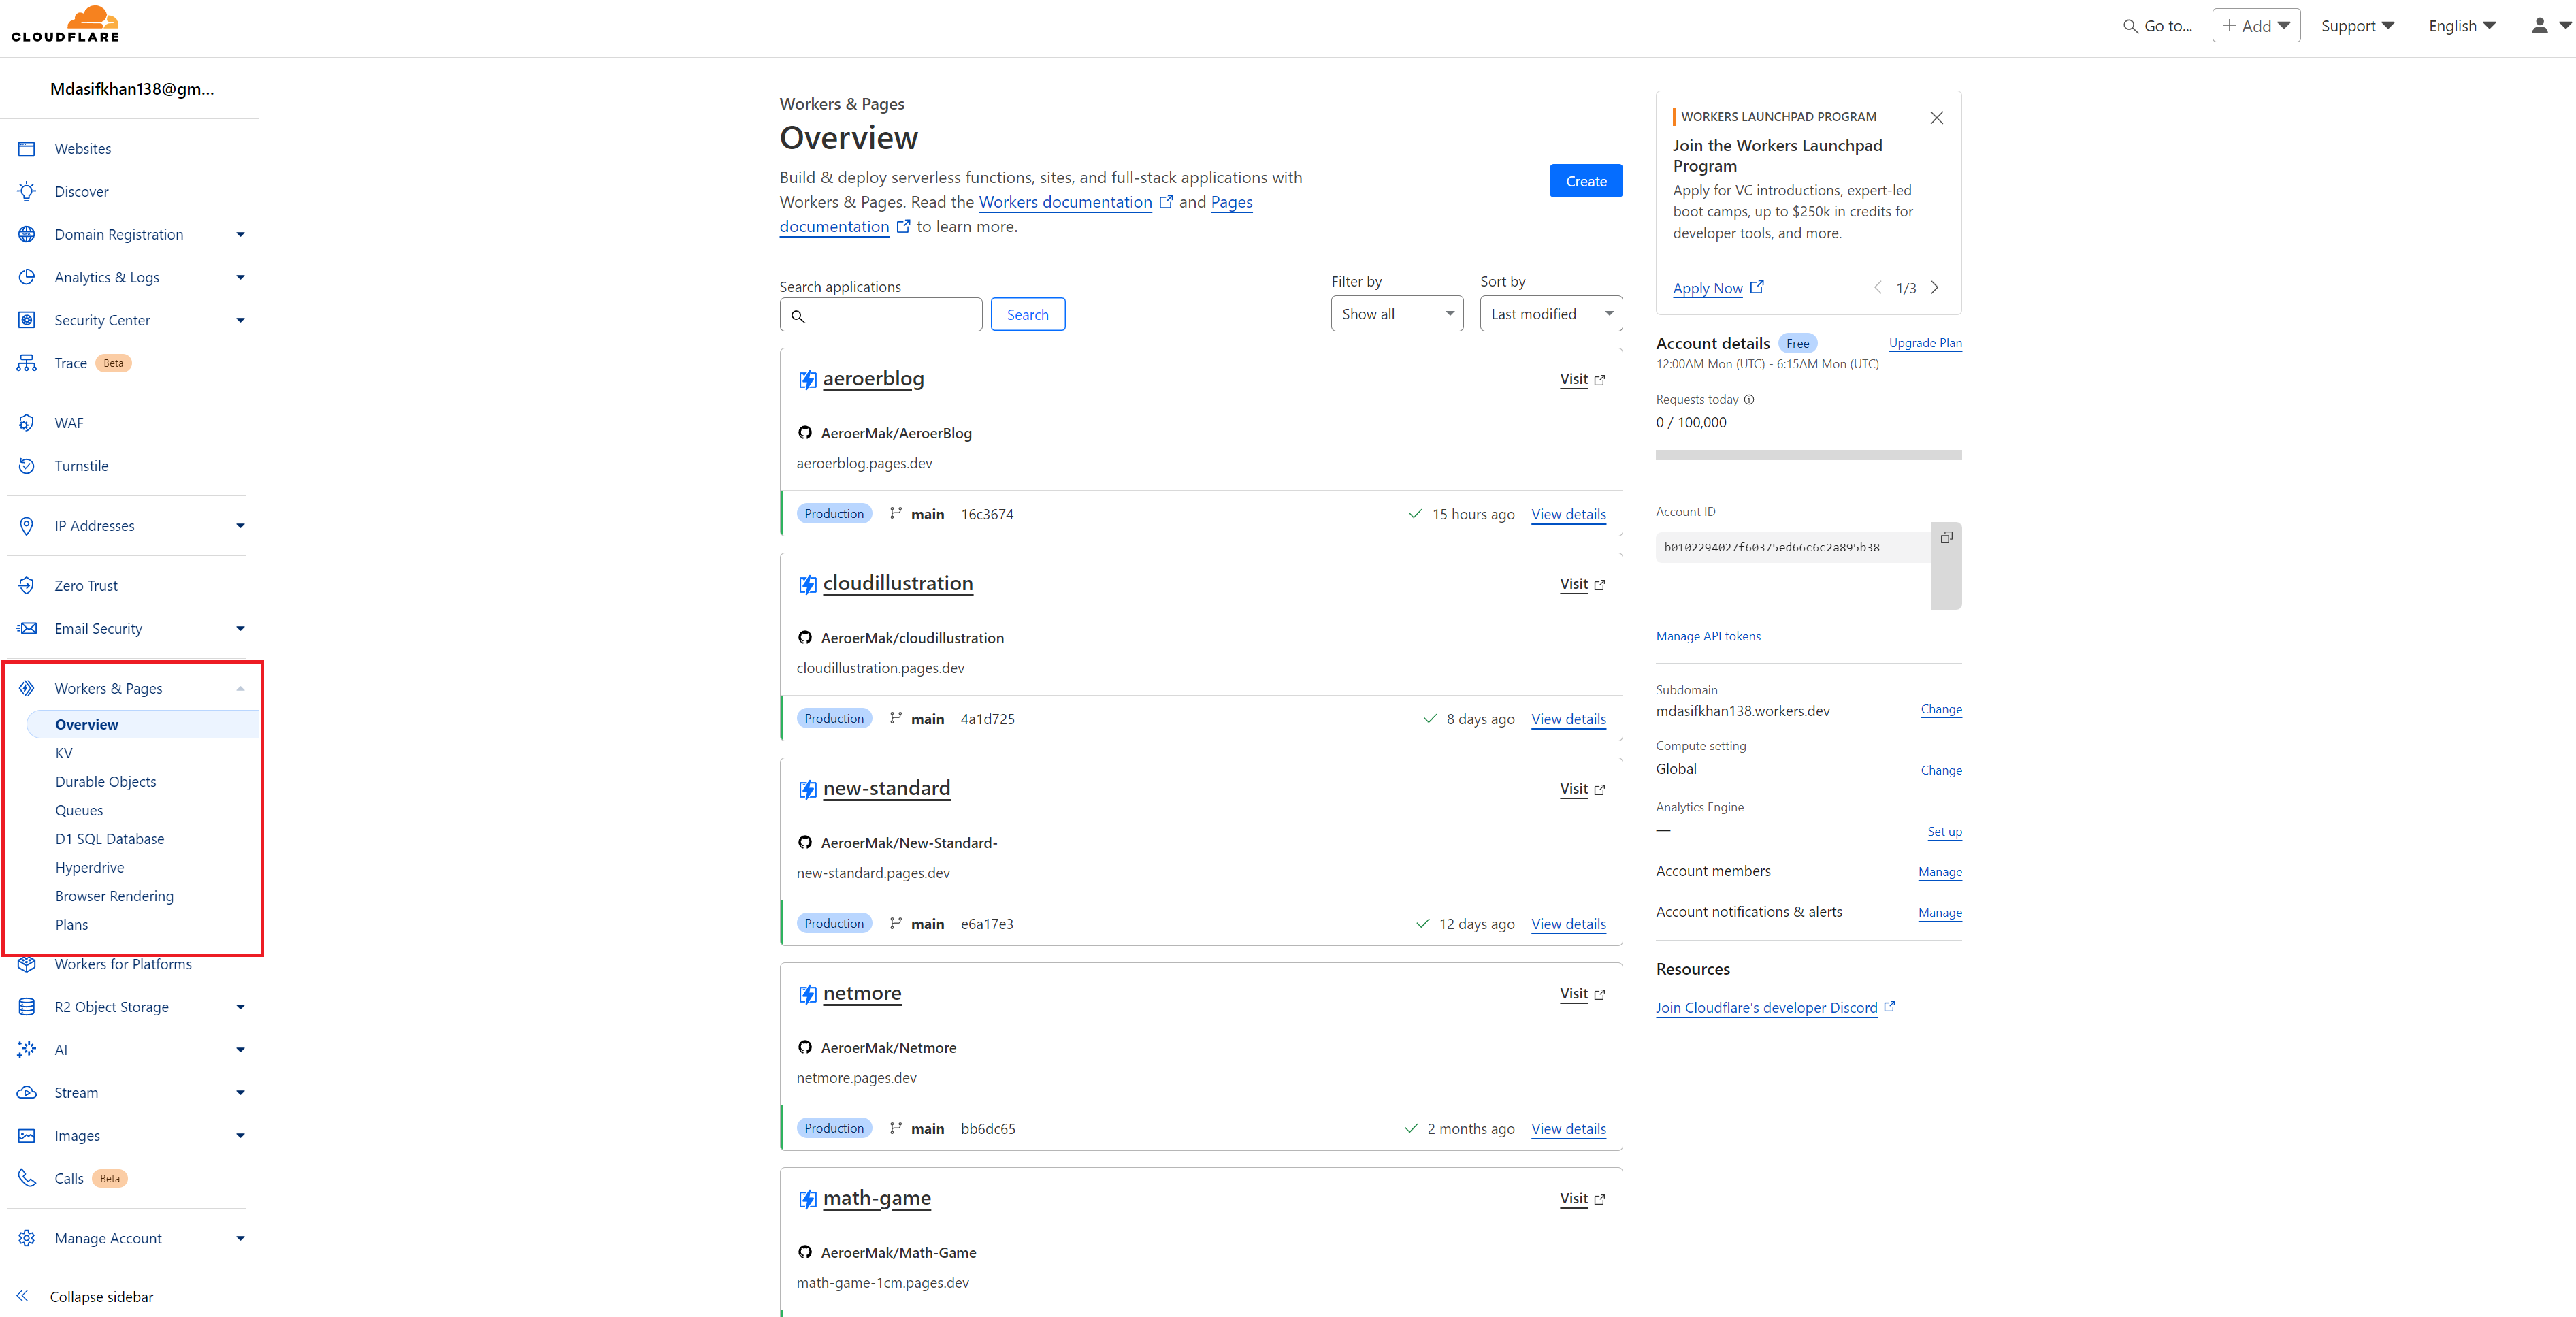 CLOUDFLARE
Go to...
Add
Support
English
Mdasifkhan138@gm...
Websites
Discover
Domain Registration
Analytics & Logs
Security Center
Trace Beta
WAF
Turnstile
IP Addresses
Zero Trust
Email Security
Workers & Pages
Overview
KV
Durable Objects
Queues
D1 SQL Database
Hyperdrive
Browser Rendering
Plans
Workers for Platforms
R2 Object Storage
AI
Stream
Images
Calls Beta
Manage Account
Collapse sidebar
Workers & Pages
Overview
Build & deploy serverless functions, sites, and full-stack applications with
Workers & Pages. Read the Workers documentation and Pages
documentation to learn more.
Create
Search applications
Search
Filter by
Show all
Sort by
Last modified
aeroerblog
Visit
AeroerMak/AeroerBlog
aeroerblog.pages.dev
Production main 16c3674 15 hours ago View details
cloudillustration
Visit
AeroerMak/cloudillustration
cloudillustration.pages.dev
Production main 4a1d725 8 days ago View details
new-standard
Visit
AeroerMak/New-Standard-
new-standard.pages.dev
Production main e6a17e3 12 days ago View details
netmore
Visit
AeroerMak/Netmore
netmore.pages.dev
Production main bb6dc65 2 months ago View details
math-game
Visit
AeroerMak/Math-Game
math-game-1cm.pages.dev
WORKERS LAUNCHPAD PROGRAM
Join the Workers Launchpad
Program
Apply for VC introductions, expert-led
boot camps, up to $250k in credits for
developer tools, and more.
Apply Now
1/3
Account details Free Upgrade Plan
12:00AM Mon (UTC) - 6:15AM Mon (UTC)
Requests today
0 / 100,000
Account ID
b0102294027f60375ed66c6c2a895b38
Manage API tokens
Subdomain
mdasifkhan138.workers.dev Change
Compute setting
Global Change
Analytics Engine
— Set up
Account members Manage
Account notifications & alerts Manage
Resources
Join Cloudflare's developer Discord